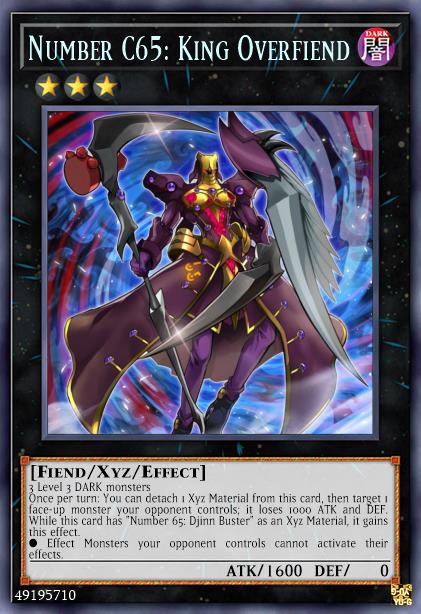 Number C65: King Overfiend
DARK
闇
[Fiend/Xyz/Effect]
3 Level 3 DARK monsters
Once per turn: You can detach 1 Xyz Material from this card, then target 1
face-up monster your opponent controls; it loses 1000 ATK and DEF.
While this card has "Number 65: Djinn Buster" as an Xyz Material, it gains
this effect.
● Effect Monsters your opponent controls cannot activate their
effects.
ATK/1600 DEF/ 0
49195710